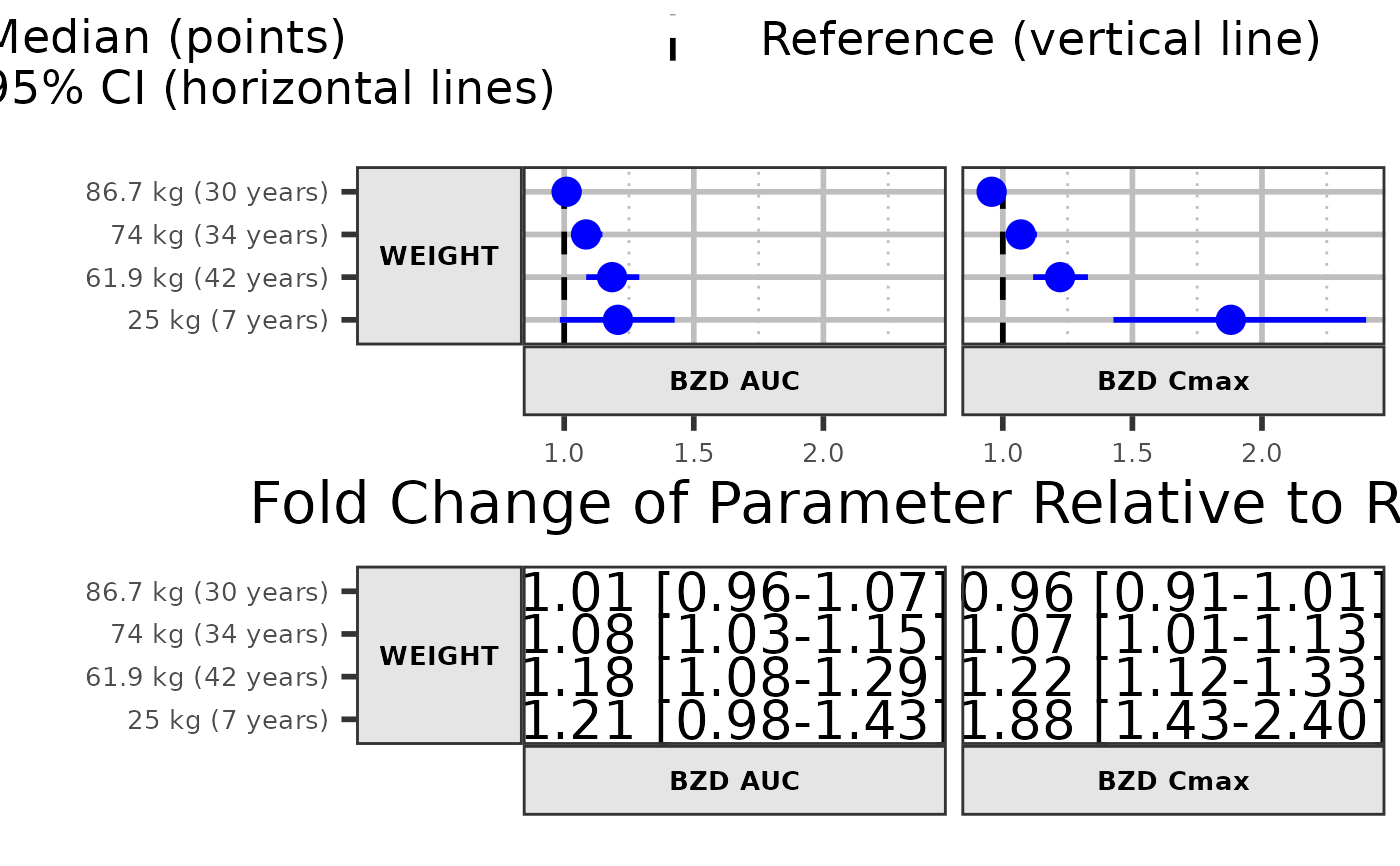 Median (points)
Reference (vertical line)
95% CI (horizontal lines)
86.7 kg (30 years)
74 kg (34 years)
61.9 kg (42 years)
25 kg (7 years)
WEIGHT
BZD AUC
BZD Cmax
1.0 1.5 2.0
1.0 1.5 2.0
Fold Change of Parameter Relative to R
86.7 kg (30 years)
74 kg (34 years)
61.9 kg (42 years)
25 kg (7 years)
WEIGHT
1.01 [0.96-1.07]
1.08 [1.03-1.15]
1.18 [1.08-1.29]
1.21 [0.98-1.43]
0.96 [0.91-1.01]
1.07 [1.01-1.13]
1.22 [1.12-1.33]
1.88 [1.43-2.40]
BZD AUC
BZD Cmax